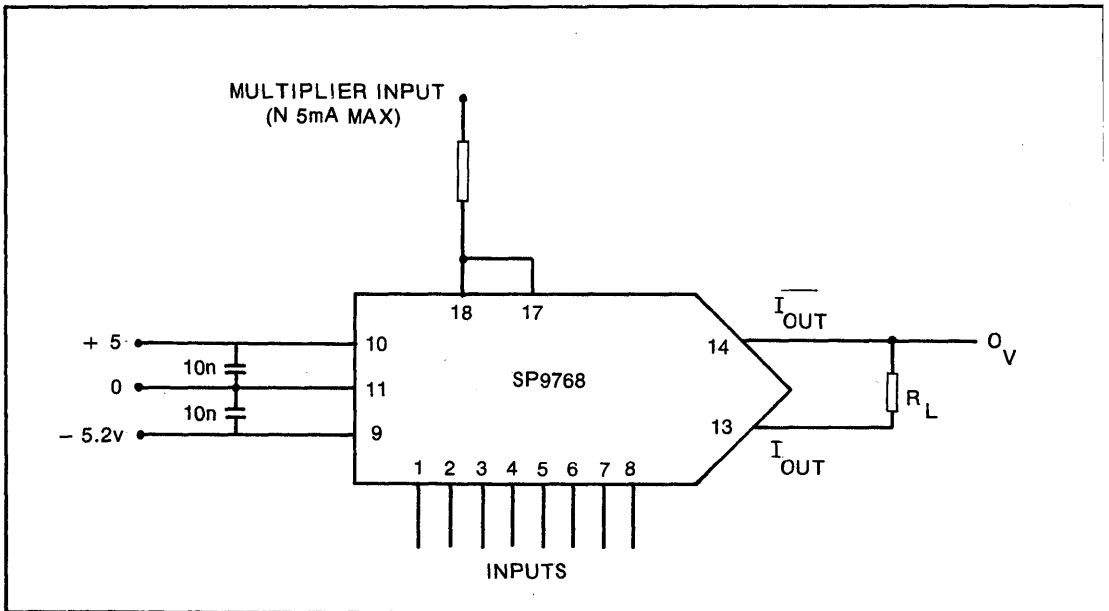 MULTIPLIER INPUT
(N 5mA MAX)
18 17
+ 5
10n
0
10n
– 5.2v
10
11
9
SP9768
14
13
I̅O̅U̅T̅
O V
R L
I OUT
1 2 3 4 5 6 7 8
INPUTS